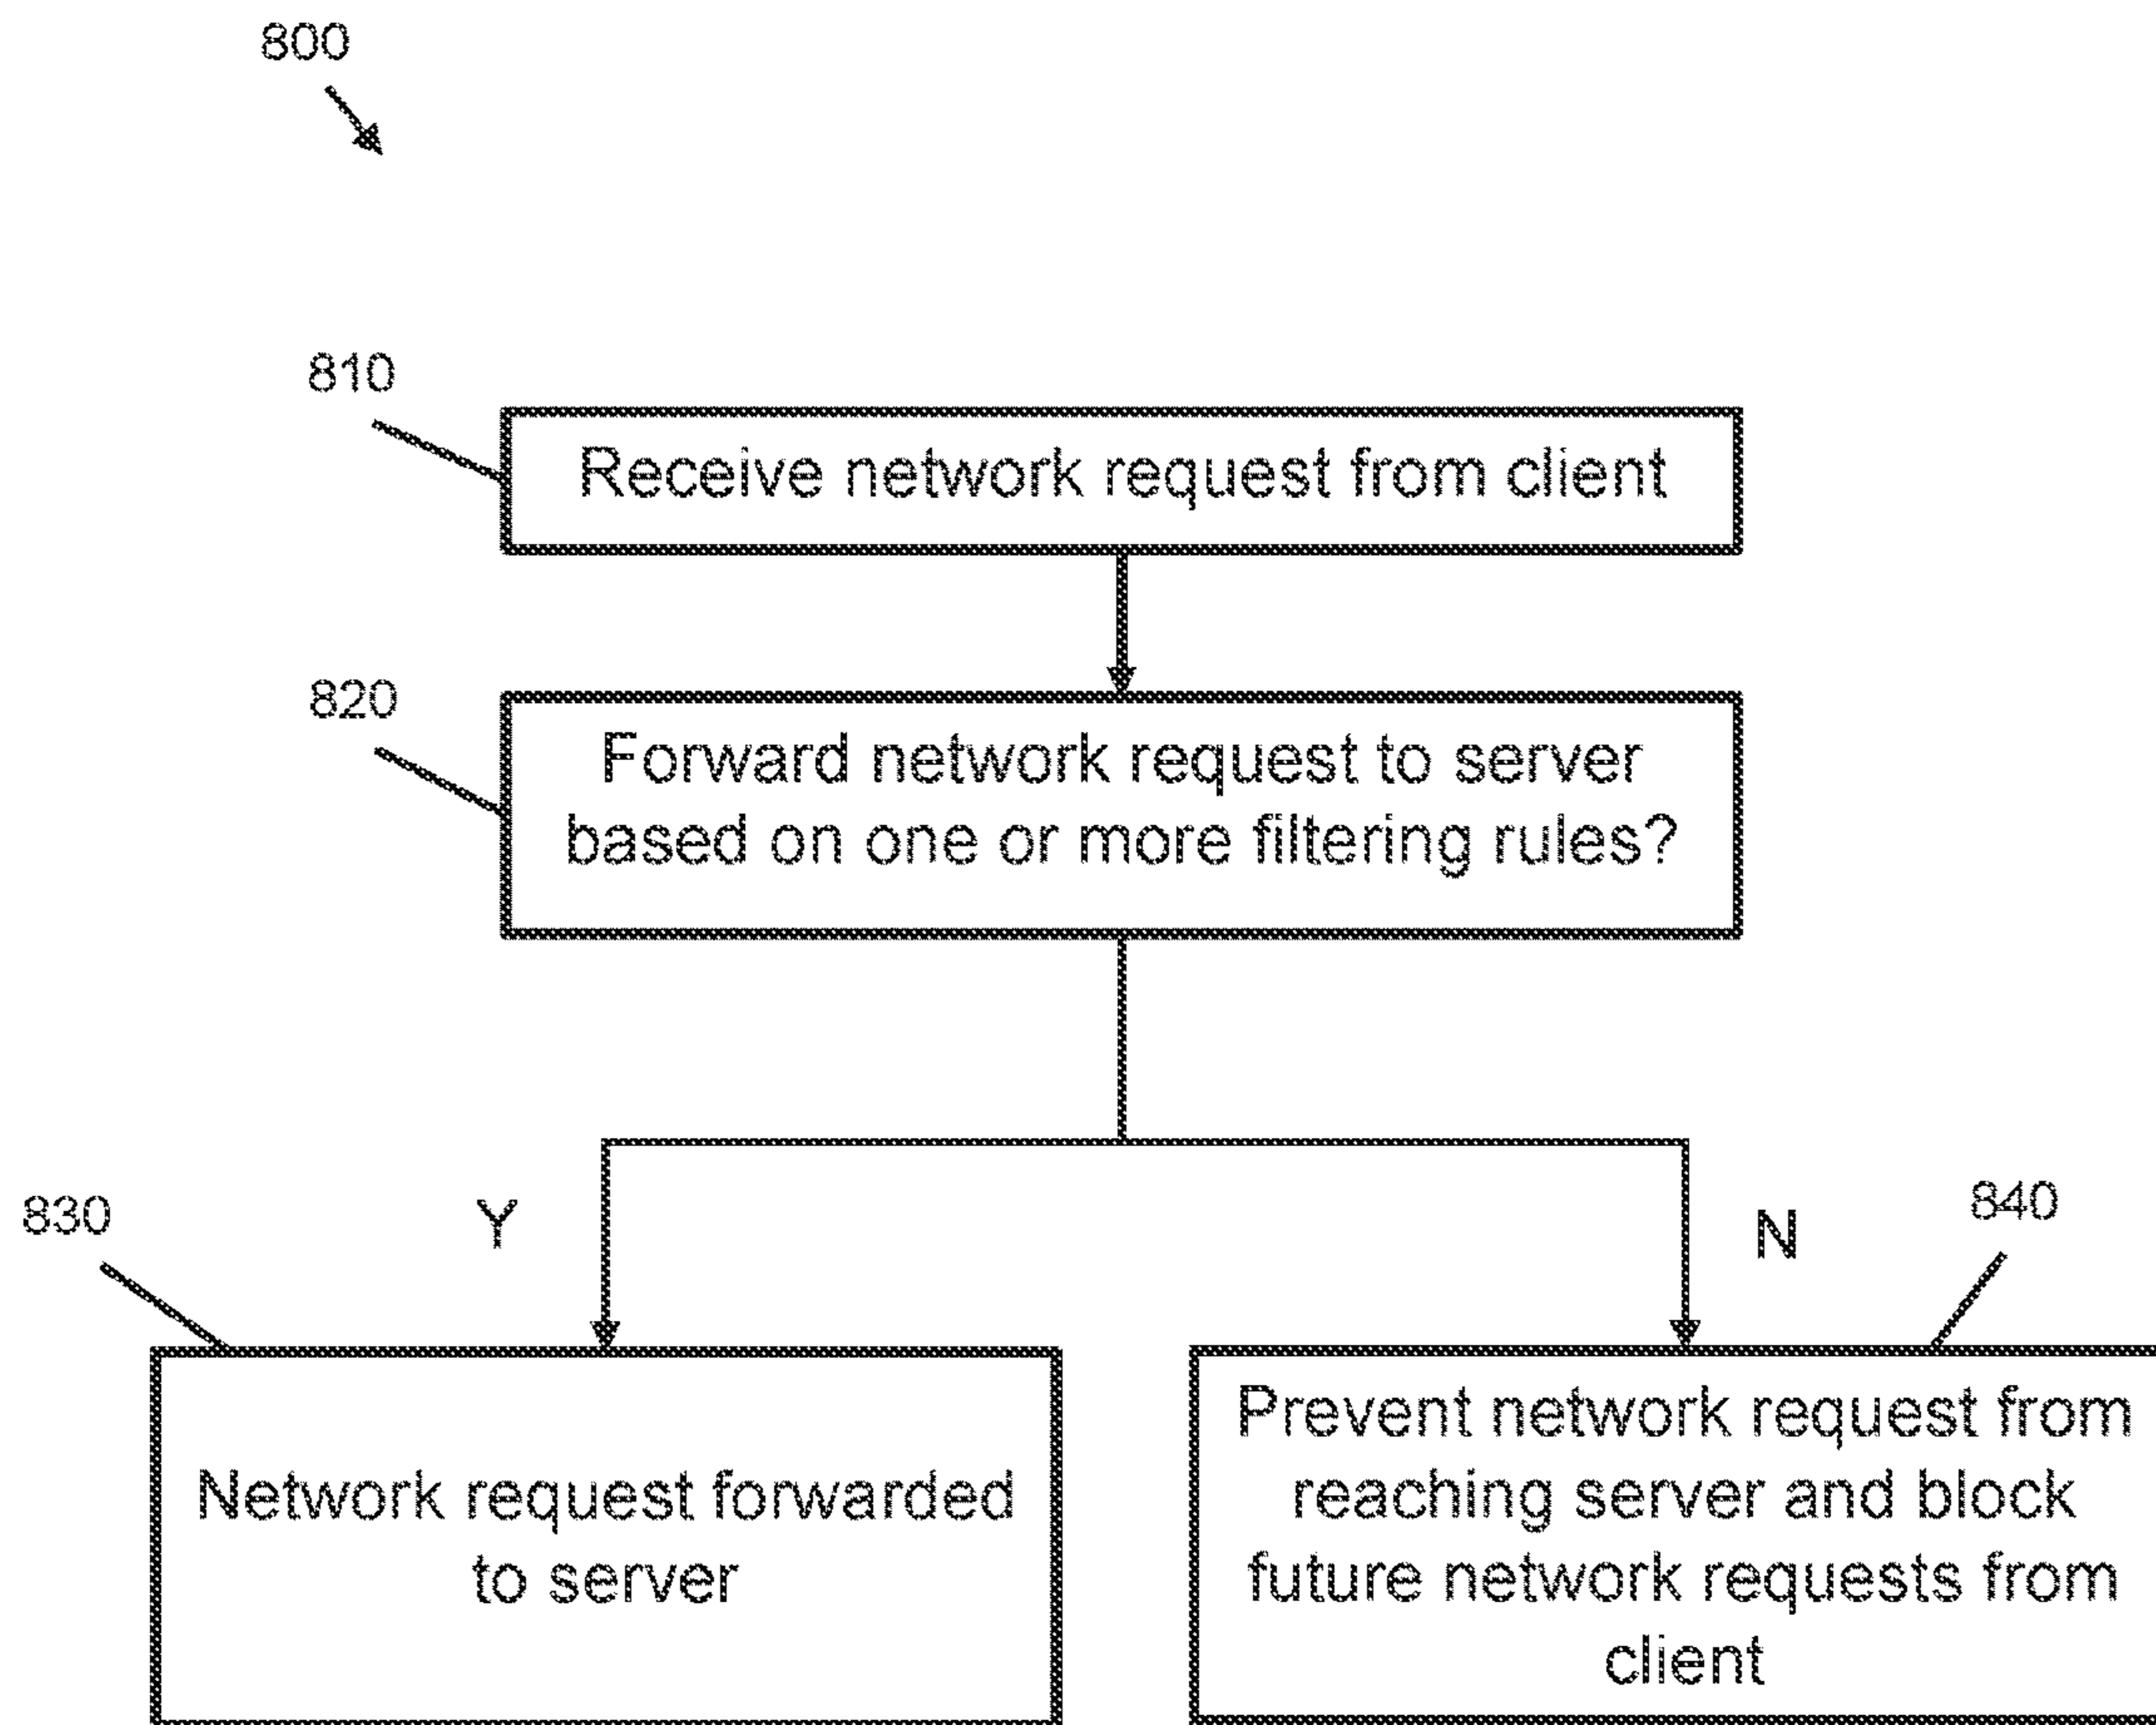 800
810
Receive network request from client
820
Forward network request to server
based on one or more filtering rules?
830
Y
N
840
Network request forwarded
to server
Prevent network request from
reaching server and block
future network requests from
client